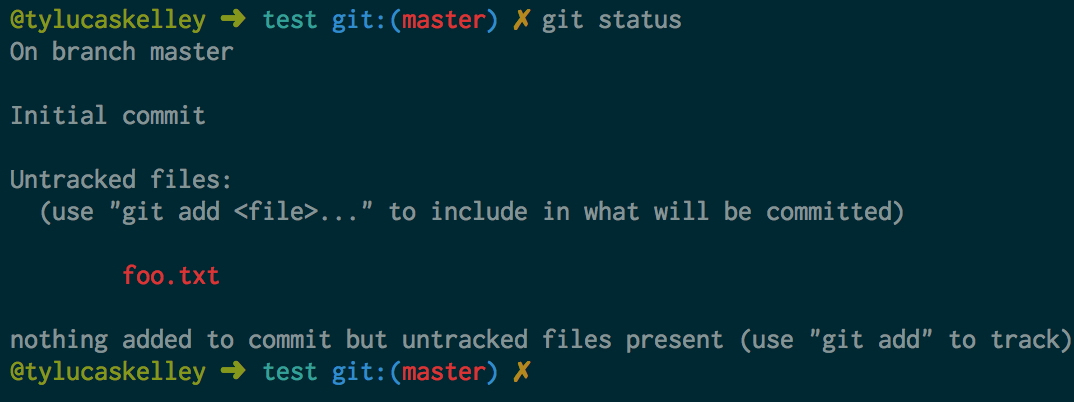 @tylucaskelley ➜ test git:(master) ✗ git status
On branch master
Initial commit
Untracked files:
(use "git add <file>..." to include in what will be committed)
foo.txt
nothing added to commit but untracked files present (use "git add" to track)
@tylucaskelley ➜ test git:(master) ✗